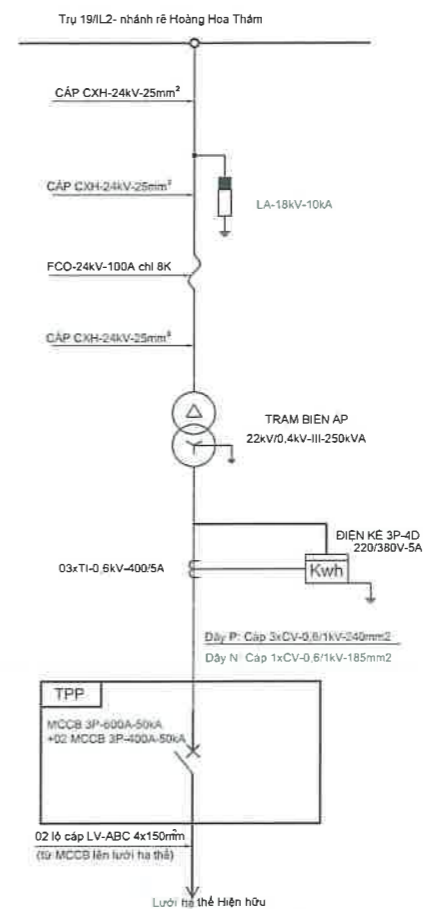 Trụ 19/IL2- nhánh rẽ Hoàng Hoa Thám
CÁP CXH-24kV-25mm²
CÁP CXH-24kV-25mm²
LA-18kV-10kA
FCO-24kV-100A chì 8K
CÁP CXH-24kV-25mm²
TRẠM BIẾN ÁP
22kV/0,4kV-III-250kVA
ĐIỆN KẾ 3P-4D
220/380V-5A
03xTI-0,6kV-400/5A
Kwh
Dây P: Cáp 3xCV-0,6/1kV-240mm2
Dây N: Cáp 1xCV-0,6/1kV-185mm2
TPP
MCCB 3P-600A-50kA
+02 MCCB 3P-400A-50kA
02 lộ cáp LV-ABC 4x150mm²
(từ MCCB lên lưới hạ thế)
Lưới hạ thế Hiện hữu